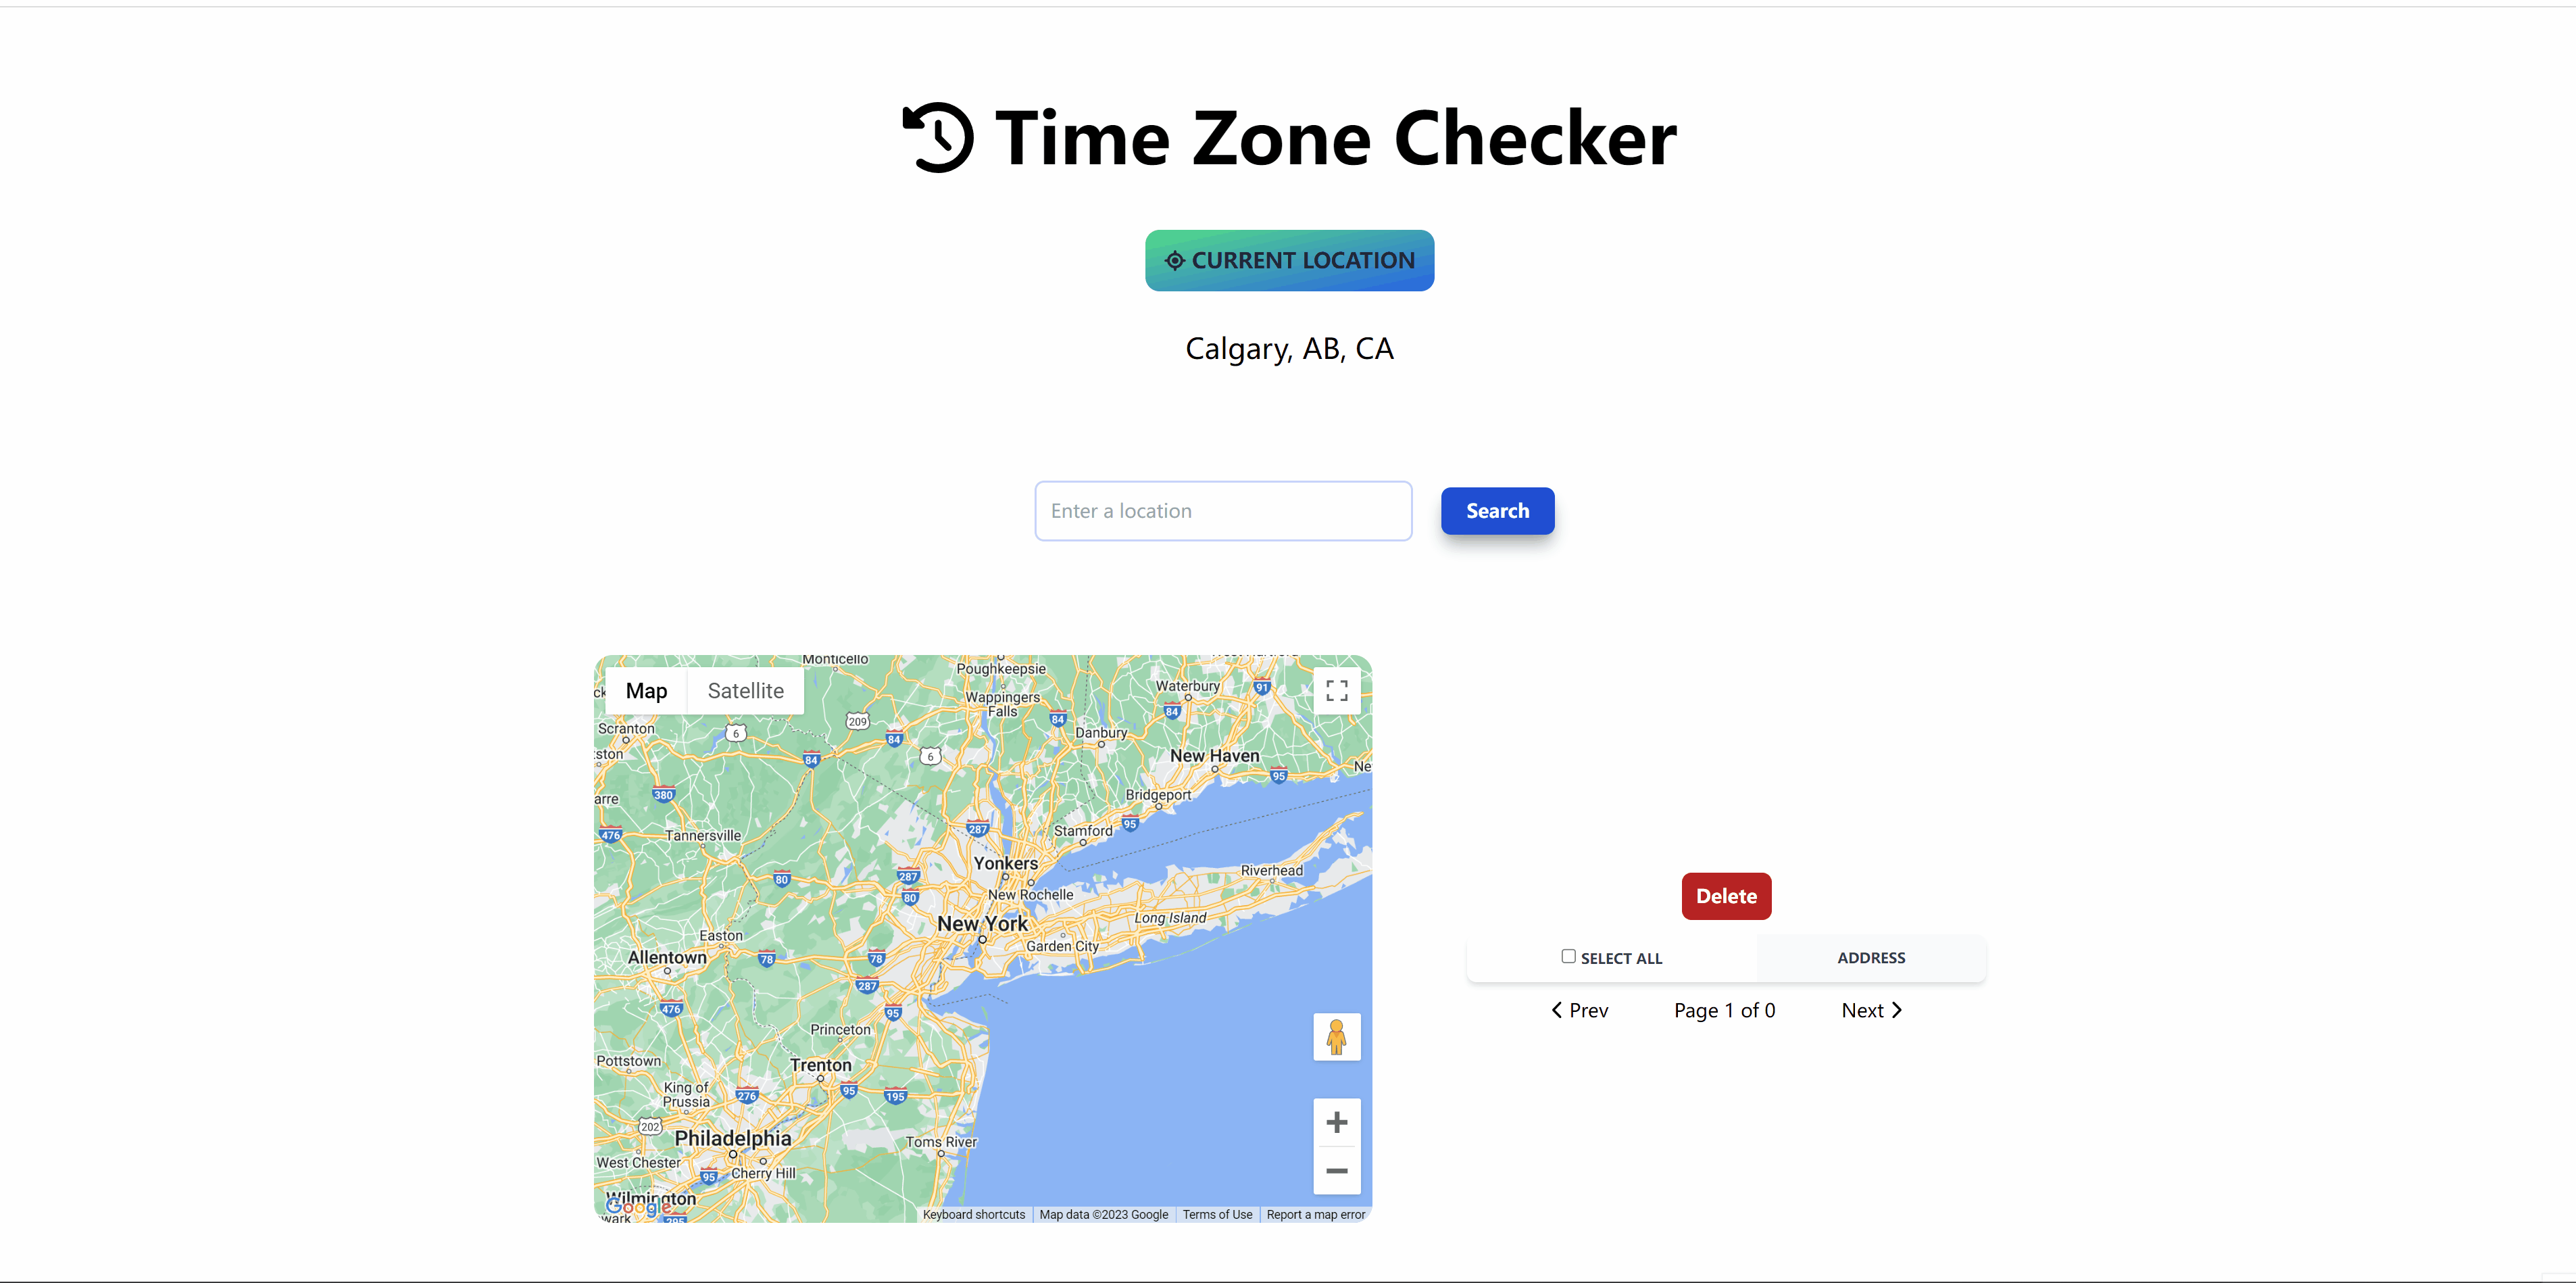 Time Zone Checker
CURRENT LOCATION
Calgary, AB, CA
Enter a location
Search
Map
Satellite
Monticello
Poughkeepsie
Waterbury
91
Wappingers
Falls
84
84
209
Scranton
6
84
Danbury
6
New Haven
84
95
380
Bridgeport
476
Tannersville
287
Stamford
95
Yonkers
80
287
Riverhead
80
New Rochelle
New York
Long Island
Easton
Garden City
Allentown
78
78
287
476
95
Princeton
Pottstown
Trenton
King of
Prussia
276
95
195
202
Philadelphia
Toms River
West Chester
95
Cherry Hill
Wilmington
Google
Keyboard shortcuts
Map data ©2023 Google
Terms of Use
Report a map error
Delete
SELECT ALL
ADDRESS
Prev
Page 1 of 0
Next